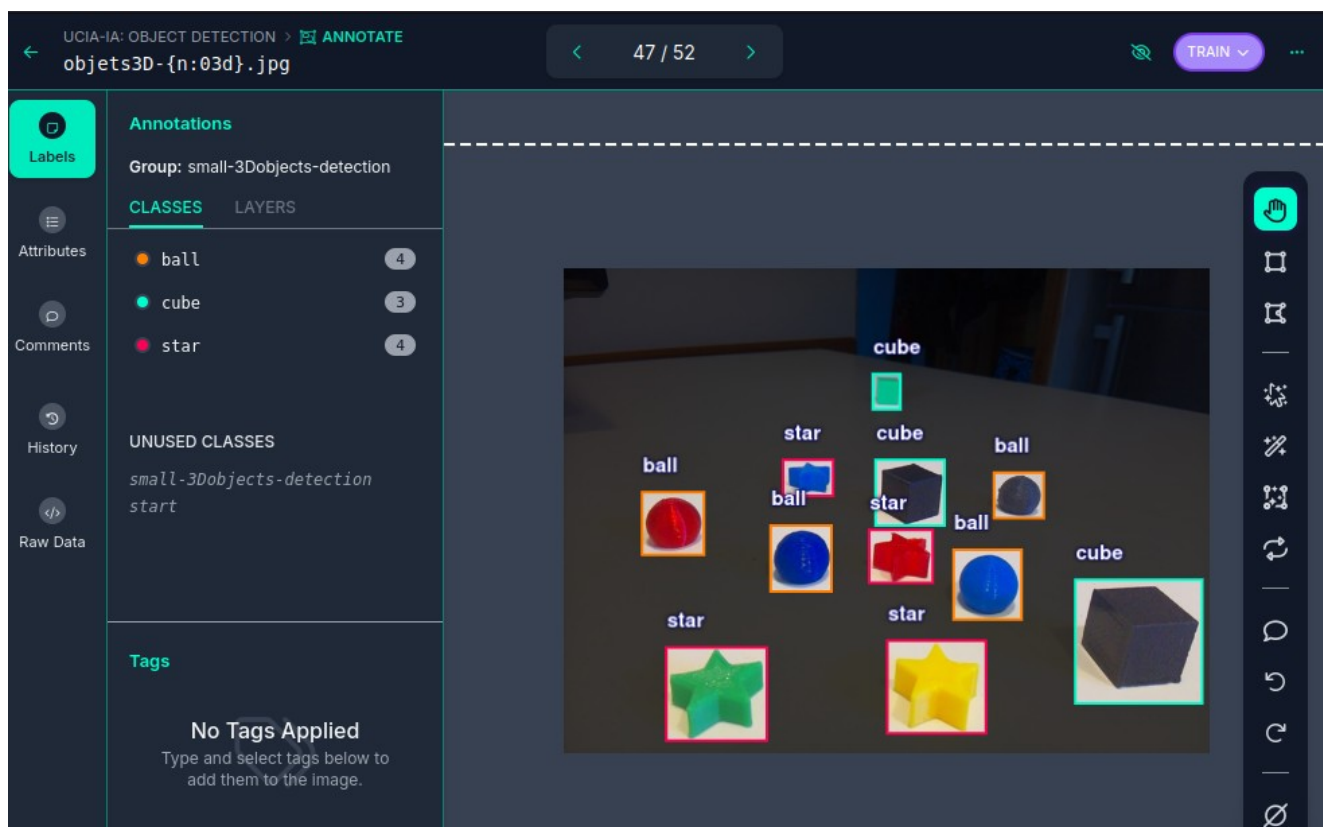 UCIA-IA: OBJECT DETECTION > ANNOTATE
objets3D-{n:03d}.jpg
47 / 52
TRAIN
Labels
Attributes
Comments
History
Raw Data
Annotations
Group: small-3Dobjects-detection
CLASSES LAYERS
ball 4
cube 3
star 4
UNUSED CLASSES
small-3Dobjects-detection
start
Tags
No Tags Applied
Type and select tags below to
add them to the image.
cube
star
cube
ball
ball
ball
star
ball
cube
star
star